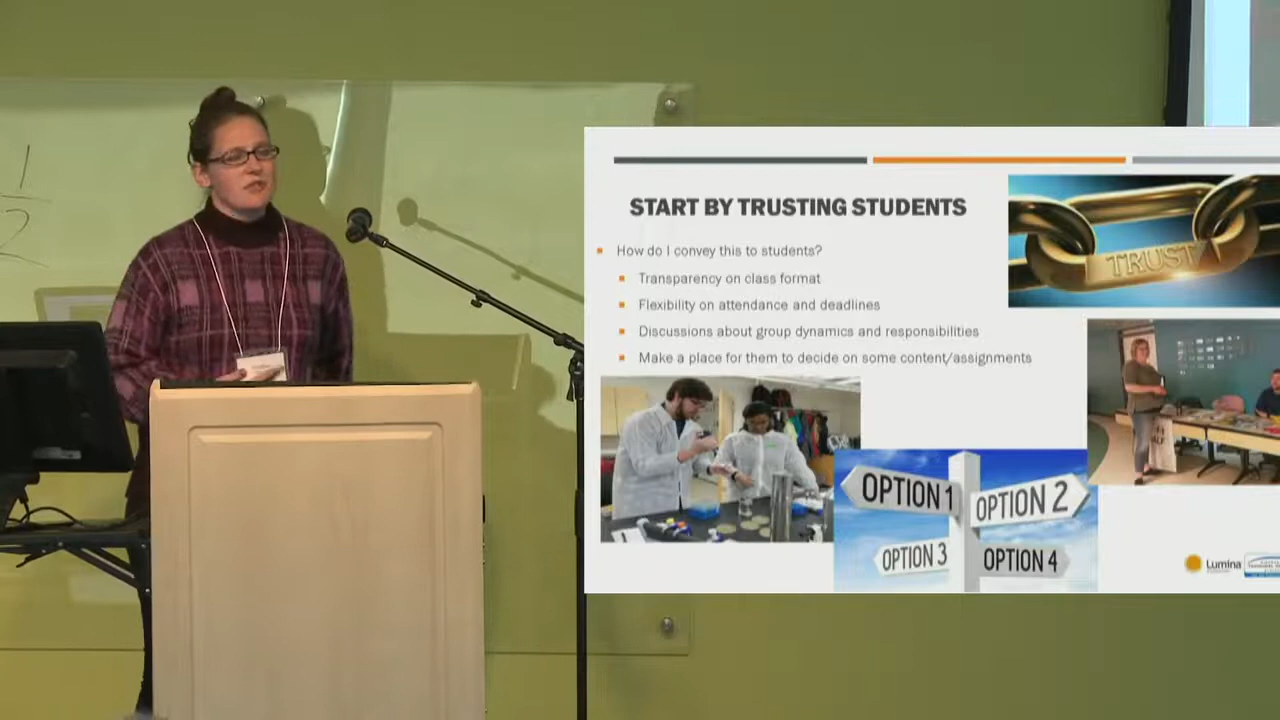 START BY TRUSTING STUDENTS
How do I convey this to students?
Transparency on class format
Flexibility on attendance and deadlines
Discussions about group dynamics and responsibilities
Make a place for them to decide on some content/assignments
TRUST
OPTION 1
OPTION 2
OPTION 3
OPTION 4
Lumina